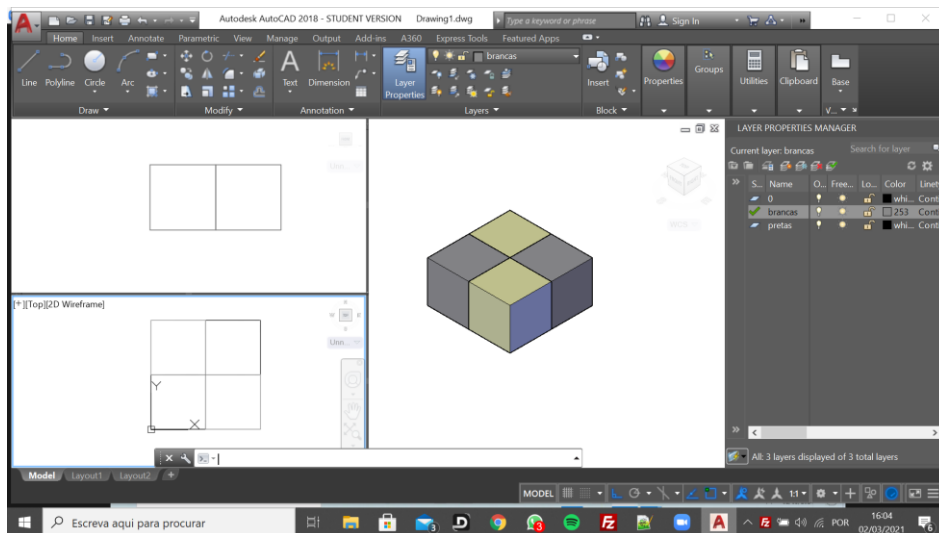 Autodesk AutoCAD 2018 - STUDENT VERSION Drawing1.dwg
Type a keyword or phrase
Sign In
Home Insert Annotate Parametric View Manage Output Add-ins A360 Express Tools Featured Apps
Line Polyline Circle Arc
Text Dimension
Layer Properties
brancas
Insert
Properties
Groups
Utilities
Clipboard
Base
Draw Modify Annotation Layers Block V...
LAYER PROPERTIES MANAGER
Current layer: brancas
Search for layer
S... Name O... Free... Lo... Color Linet
0 whi... Conti
brancas 253 Conti
pretas whi... Conti
[+][Top][2D Wireframe]
Unn...
Y
X
All: 3 layers displayed of 3 total layers
Model Layout1 Layout2 +
MODEL
1:1
Escreva aqui para procurar
POR
16:04
02/03/2021